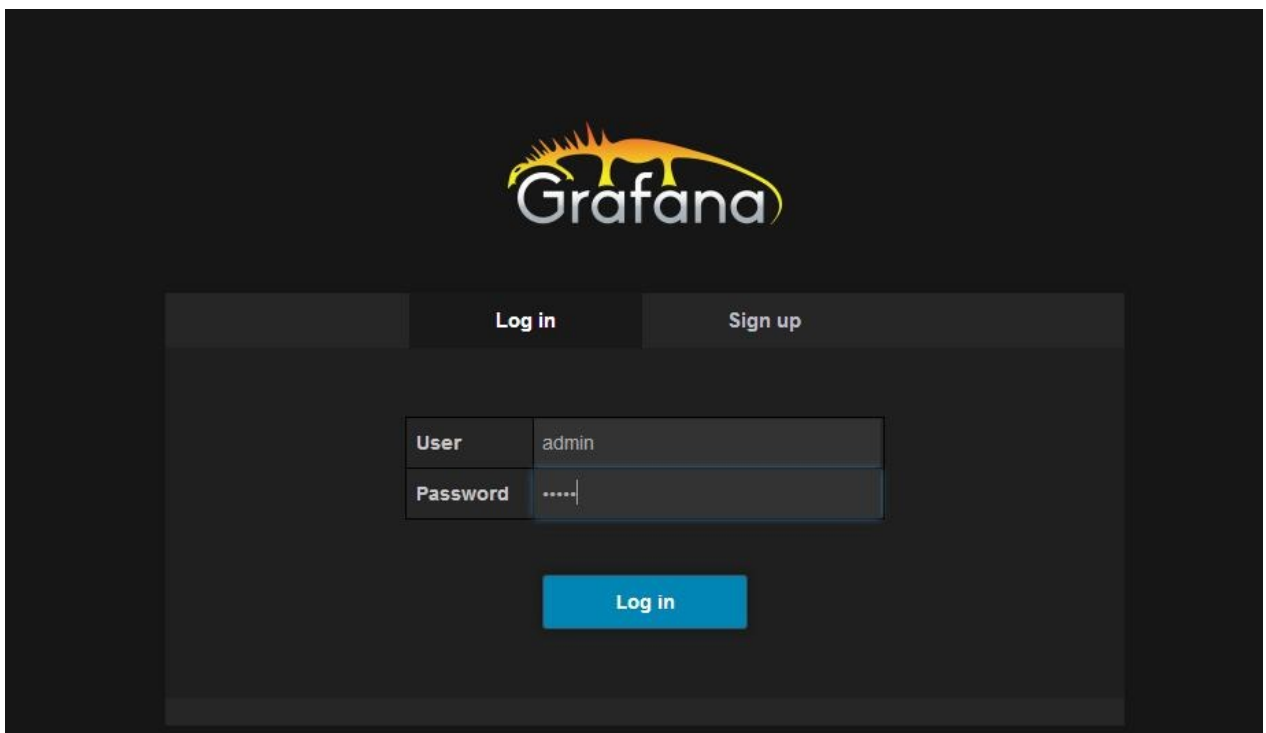 Grafana
Log in Sign up
User admin
Password •••••
Log in